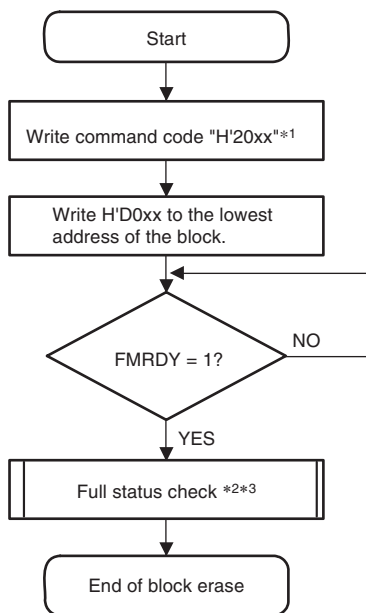 Start
Write command code "H'20xx"*1
Write H'D0xx to the lowest
address of the block.
FMRDY = 1?
NO
YES
Full status check *2*3
End of block erase